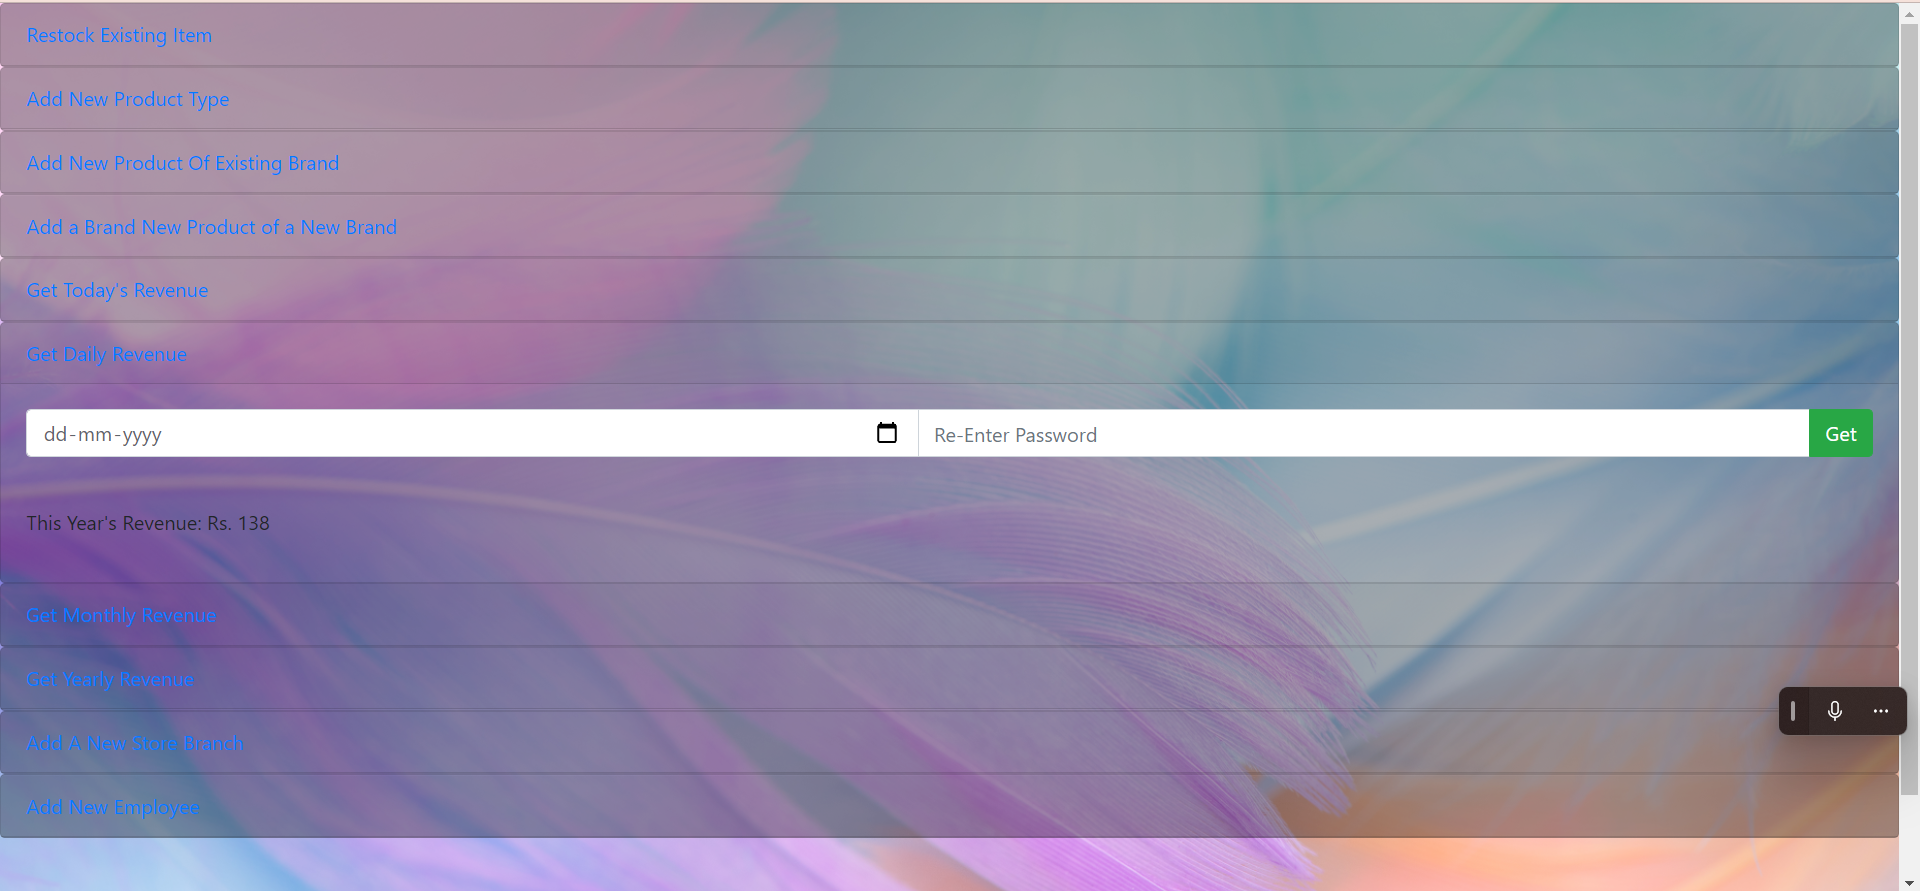 Restock Existing Item
Add New Product Type
Add New Product Of Existing Brand
Add a Brand New Product of a New Brand
Get Today's Revenue
Get Daily Revenue
dd-mm-yyyy Re-Enter Password Get
This Year's Revenue: Rs. 138
Get Monthly Revenue
Get Yearly Revenue
Add A New Store Branch
Add New Employee